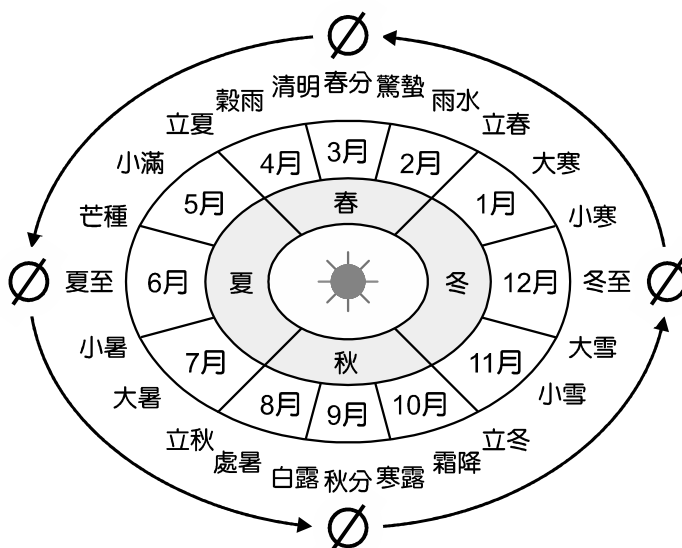 春分
驚蟄
雨水
立春
大寒
小寒
冬至
大雪
小雪
立冬
霜降
寒露
秋分
白露
處暑
立秋
大暑
小暑
夏至
芒種
小滿
立夏
穀雨
清明
3月
2月
1月
12月
11月
10月
9月
8月
7月
6月
5月
4月
春
冬
秋
夏